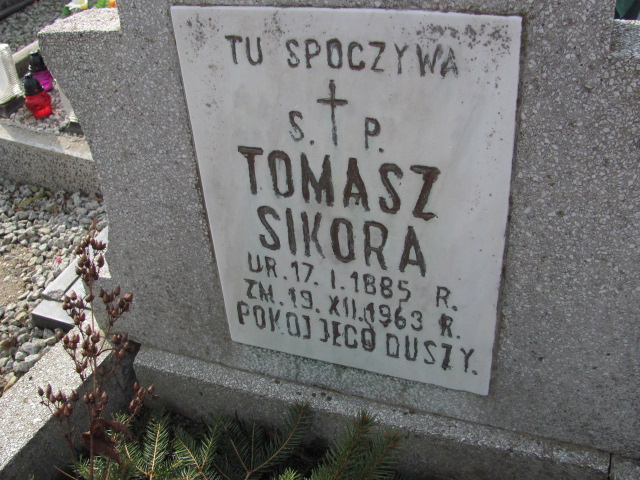 TU SPOCZYWA
S. P.
TOMASZ
SIKORA
UR. 17. I. 1885 R.
ZM. 19. XII. 1963 R.
POKOJ JEGO DUSZY.